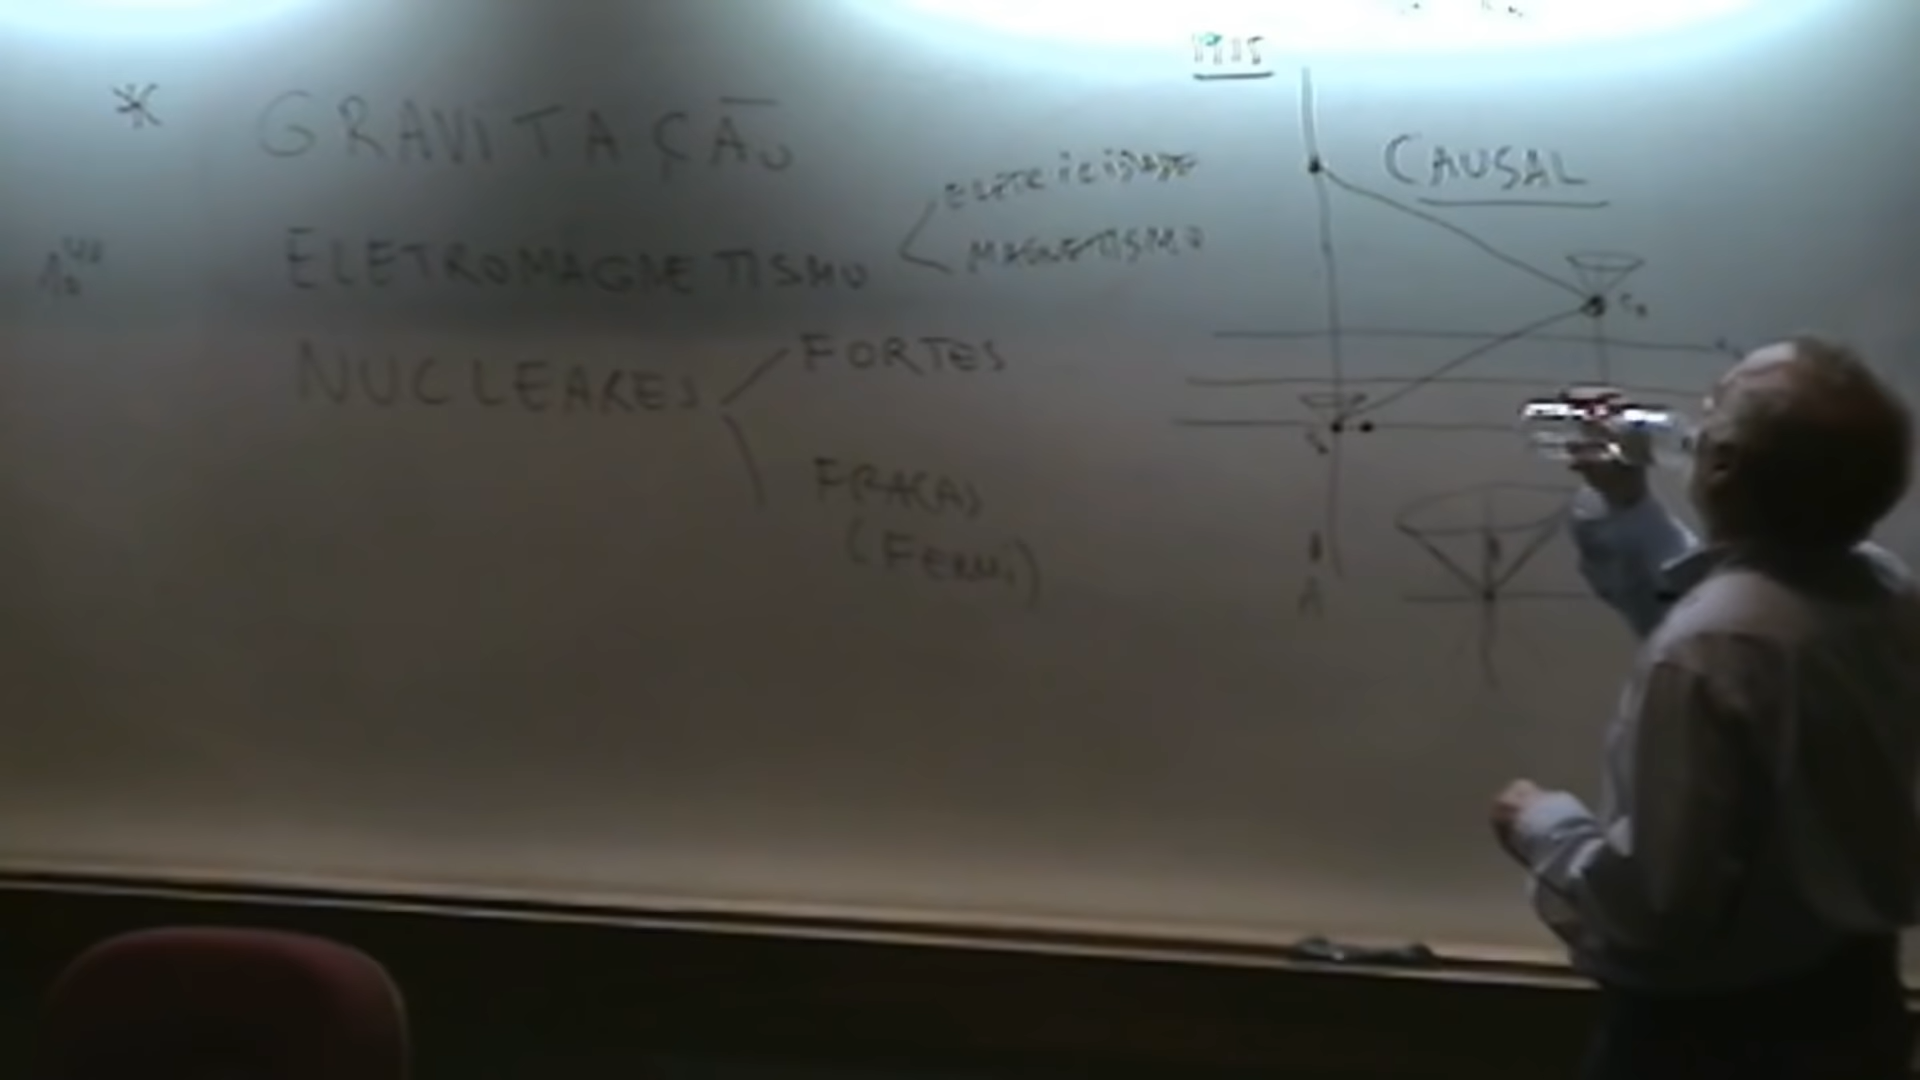 * GRAVITAÇÃO
ELETROMAGNETISMO
ELETRICIDADE
MAGNETISMO
NUCLEARES
FORTES
FRACAS
(FERMI)
1915
CAUSAL
A